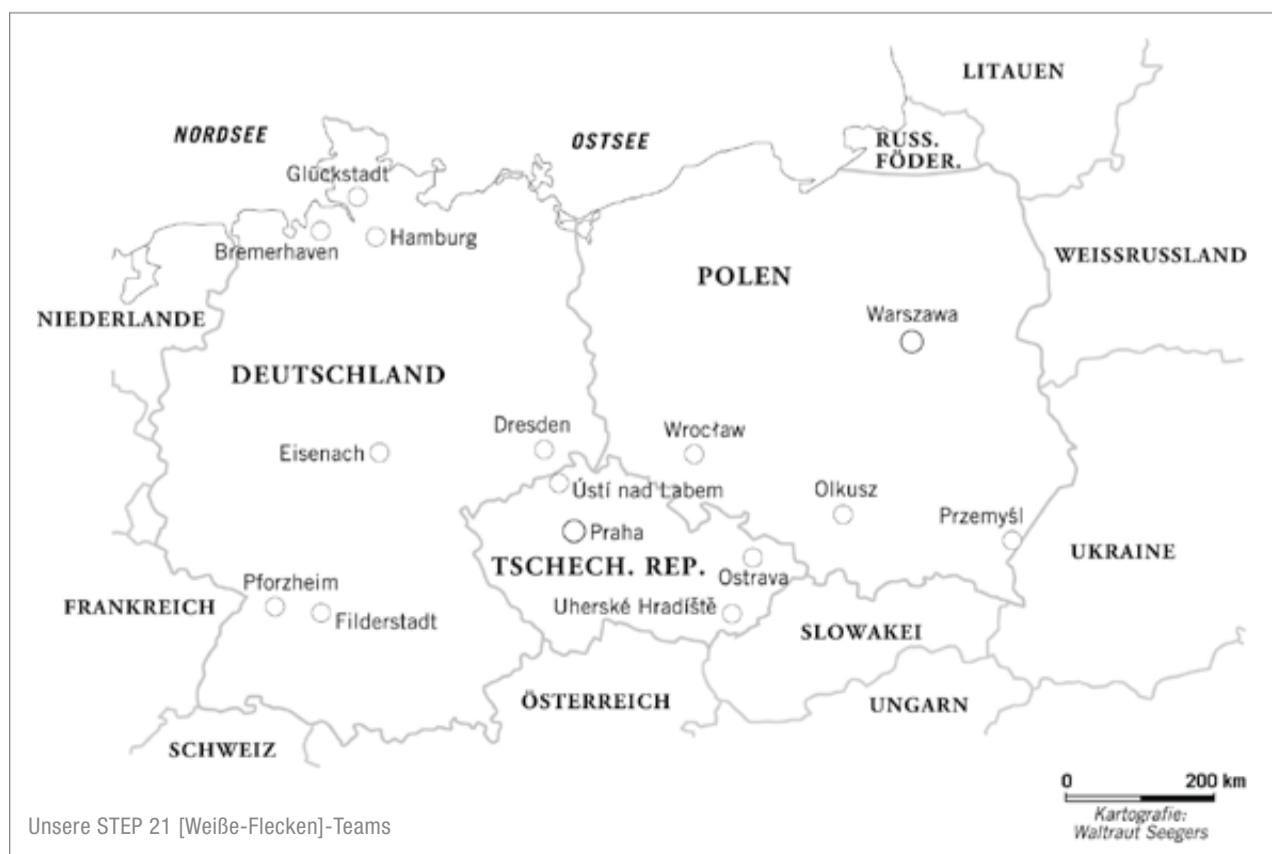 LITAUEN
NORDSEE
OSTSEE
RUSS.
FÖDER.
Glückstadt
Bremerhaven
Hamburg
WEISSRUSSLAND
POLEN
NIEDERLANDE
Warszawa
DEUTSCHLAND
Dresden
Wrocław
Eisenach
Ústí nad Labem
Olkusz
Przemyśl
Praha
TSCHECH. REP.
UKRAINE
Ostrava
Pforzheim
FRANKREICH
Filderstadt
Uherské Hradíště
SLOWAKEI
ÖSTERREICH
UNGARN
SCHWEIZ
0 200 km
Kartografie:
Waltraut Seegers
Unsere STEP 21 [Weiße-Flecken]-Teams